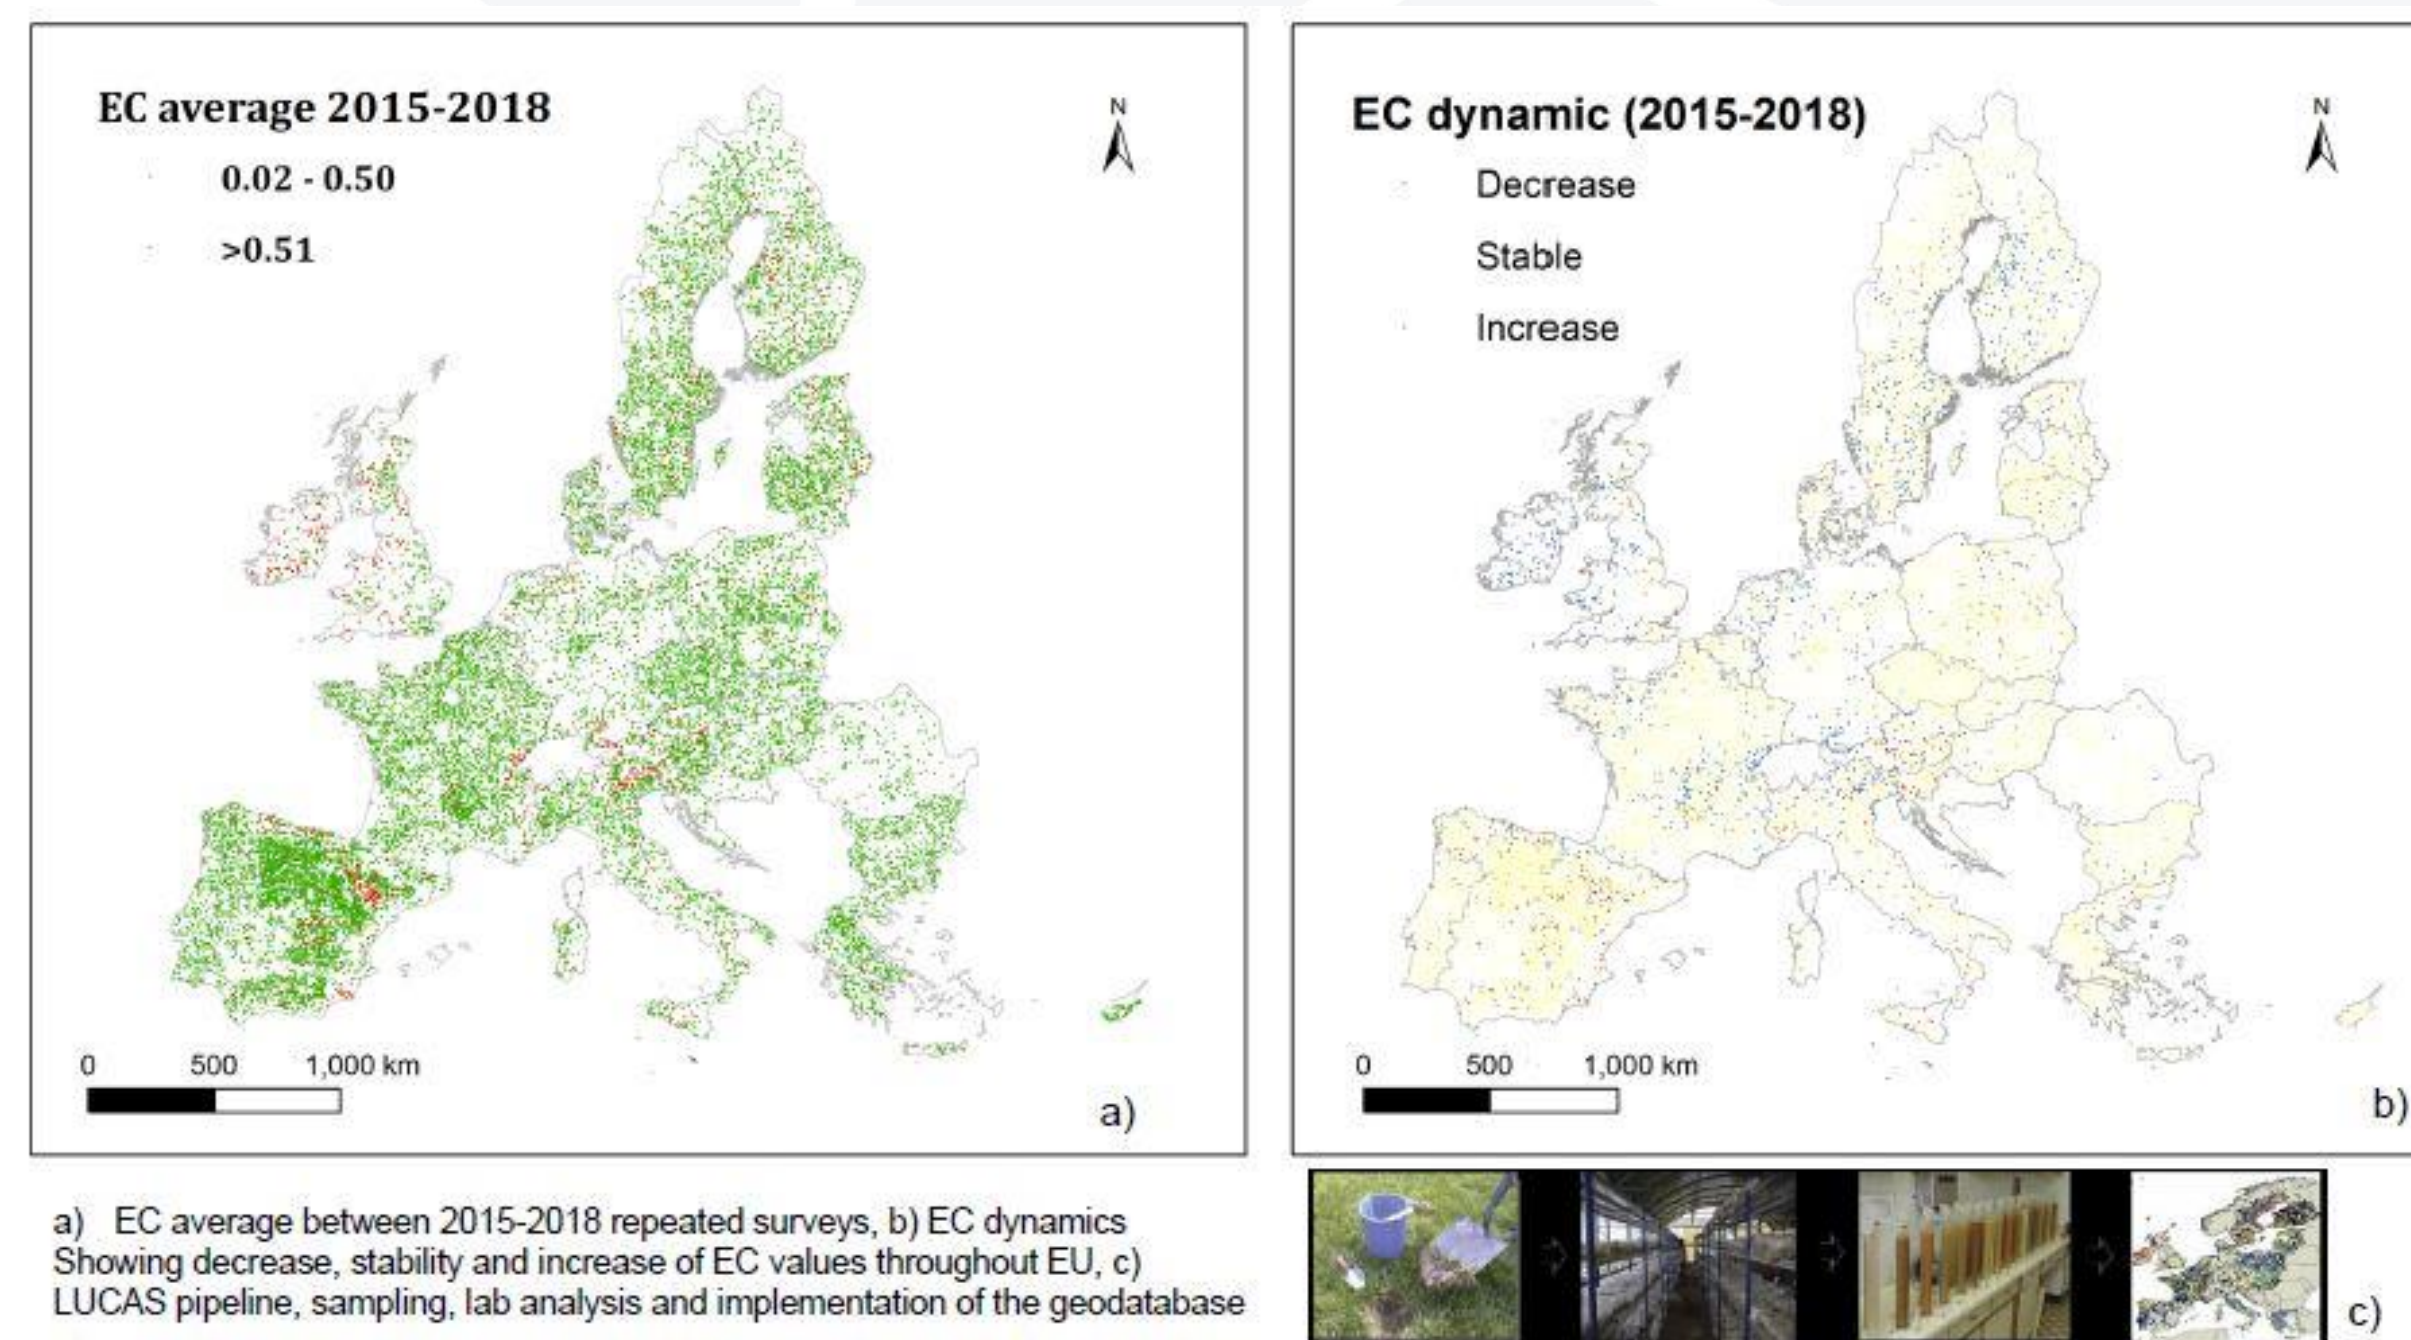 EC average 2015-2018
N
0.02 - 0.50
>0.51
0 500 1,000 km
a)
EC dynamic (2015-2018)
N
Decrease
Stable
Increase
0 500 1,000 km
b)
a) EC average between 2015-2018 repeated surveys, b) EC dynamics
Showing decrease, stability and increase of EC values throughout EU, c)
LUCAS pipeline, sampling, lab analysis and implementation of the geodatabase
c)